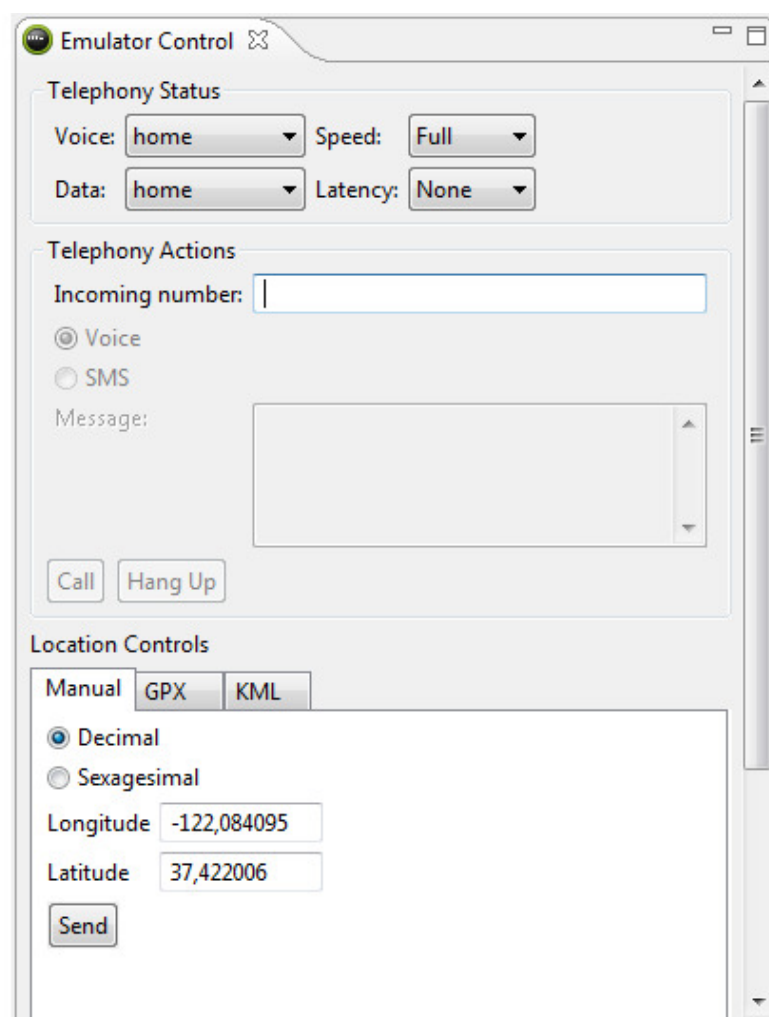 Emulator Control
Telephony Status
Voice: home Speed: Full
Data: home Latency: None
Telephony Actions
Incoming number:
Voice
SMS
Message:
Call Hang Up
Location Controls
Manual GPX KML
Decimal
Sexagesimal
Longitude -122,084095
Latitude 37,422006
Send